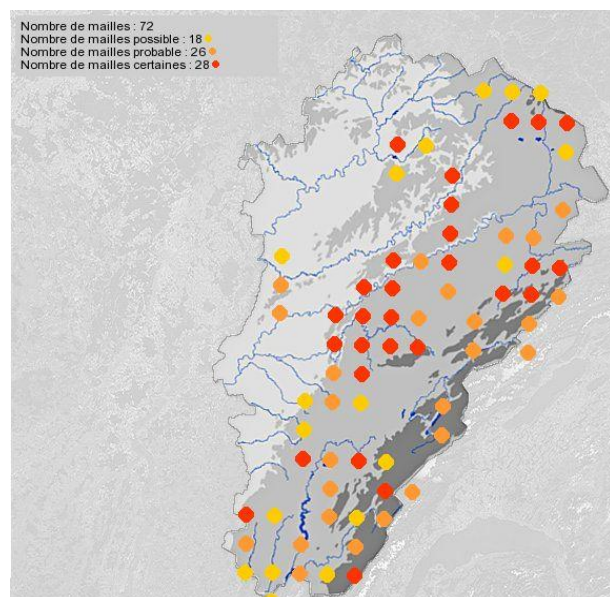 Nombre de mailles : 72
Nombre de mailles possible : 18
Nombre de mailles probable : 26
Nombre de mailles certaines : 28